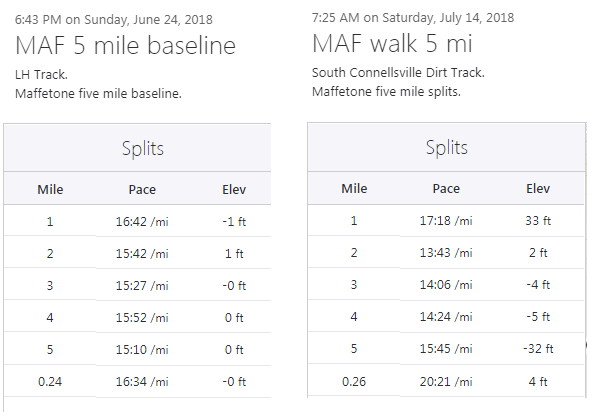 6:43 PM on Sunday, June 24, 2018
MAF 5 mile baseline
LH Track.
Maffetone five mile baseline.
Splits
Mile Pace Elev
1 16:42 /mi -1 ft
2 15:42 /mi 1 ft
3 15:27 /mi -0 ft
4 15:52 /mi 0 ft
5 15:10 /mi 0 ft
0.24 16:34 /mi -0 ft
7:25 AM on Saturday, July 14, 2018
MAF walk 5 mi
South Connellsville Dirt Track.
Maffetone five mile splits.
Splits
Mile Pace Elev
1 17:18 /mi 33 ft
2 13:43 /mi 2 ft
3 14:06 /mi -4 ft
4 14:24 /mi -5 ft
5 15:45 /mi -32 ft
0.26 20:21 /mi 4 ft